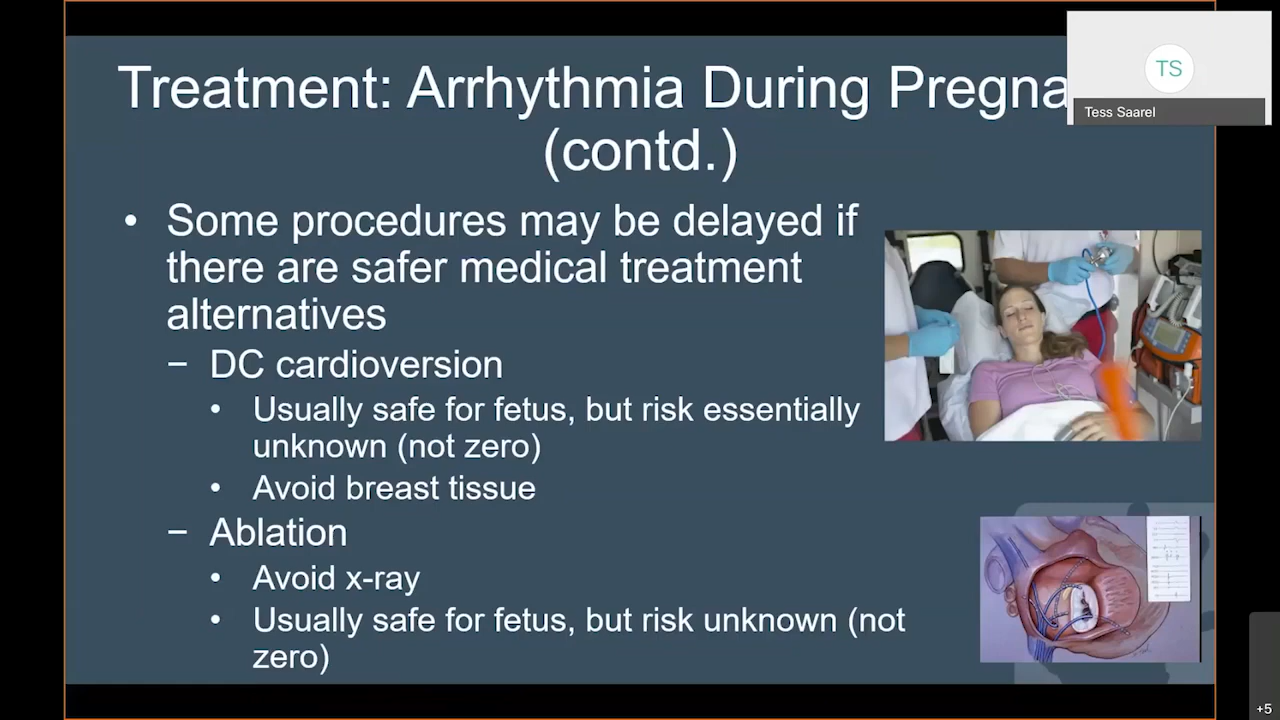 Treatment: Arrhythmia During Pregna
(contd.)
TS
Tess Saarel
• Some procedures may be delayed if
there are safer medical treatment
alternatives
– DC cardioversion
• Usually safe for fetus, but risk essentially
unknown (not zero)
• Avoid breast tissue
– Ablation
• Avoid x-ray
• Usually safe for fetus, but risk unknown (not
zero)
+5